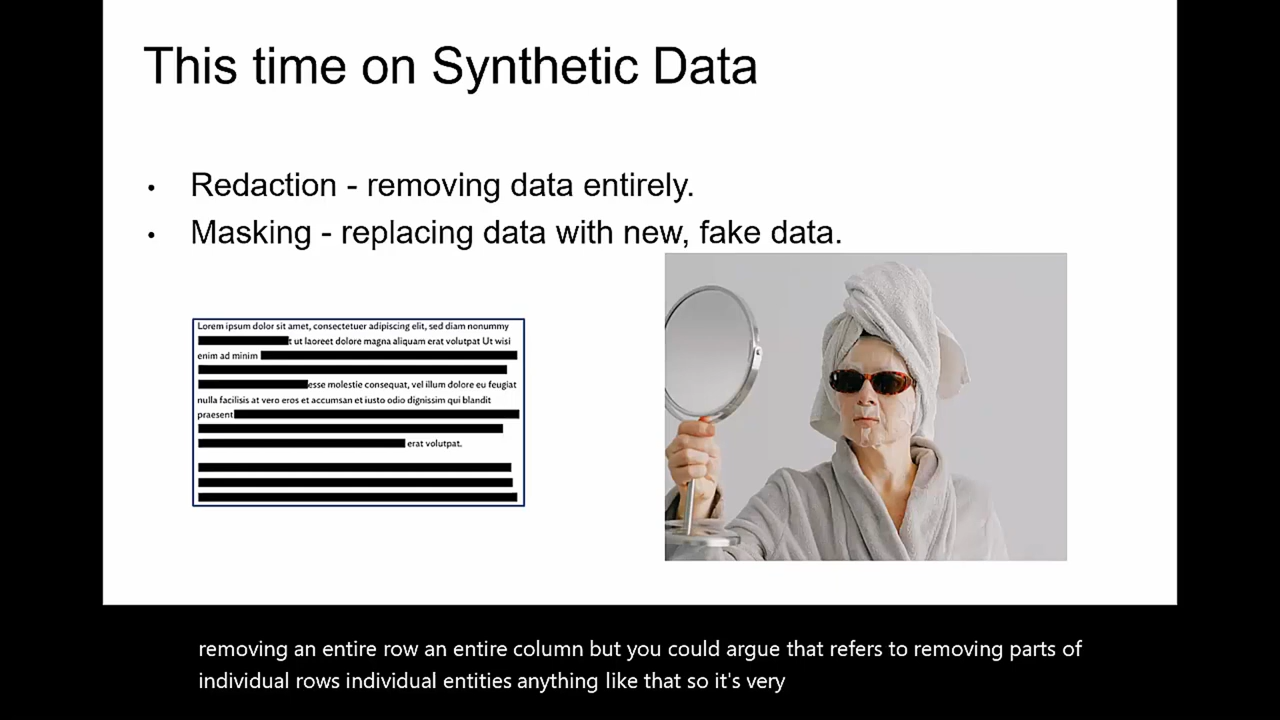 This time on Synthetic Data
• Redaction - removing data entirely.
• Masking - replacing data with new, fake data.
Lorem ipsum dolor sit amet, consectetuer adipiscing elit, sed diam nonummy
t ut laoreet dolore magna aliquam erat volutpat Ut wisi
enim ad minim
esse molestie consequat, vel illum dolore eu feugiat
nulla facilisis at vero eros et accumsan et iusto odio dignissim qui blandit
praesent
erat volutpat.
removing an entire row an entire column but you could argue that refers to removing parts of
individual rows individual entities anything like that so it's very